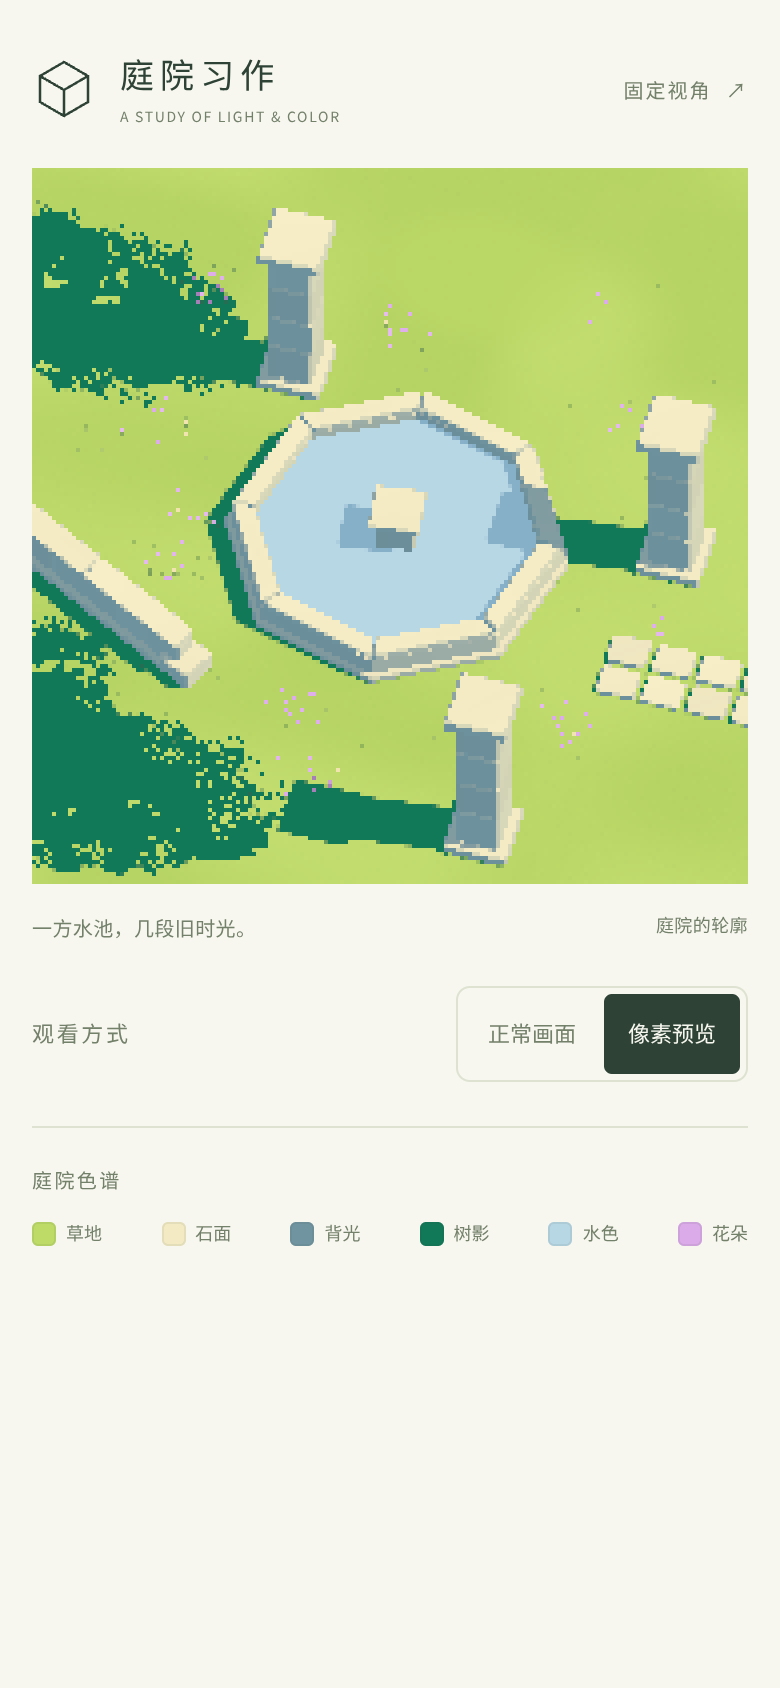 庭院习作
A STUDY OF LIGHT & COLOR
固定视角 ↗
一方水池，几段旧时光。
庭院的轮廓
观看方式
正常画面
像素预览
庭院色谱
草地
石面
背光
树影
水色
花朵